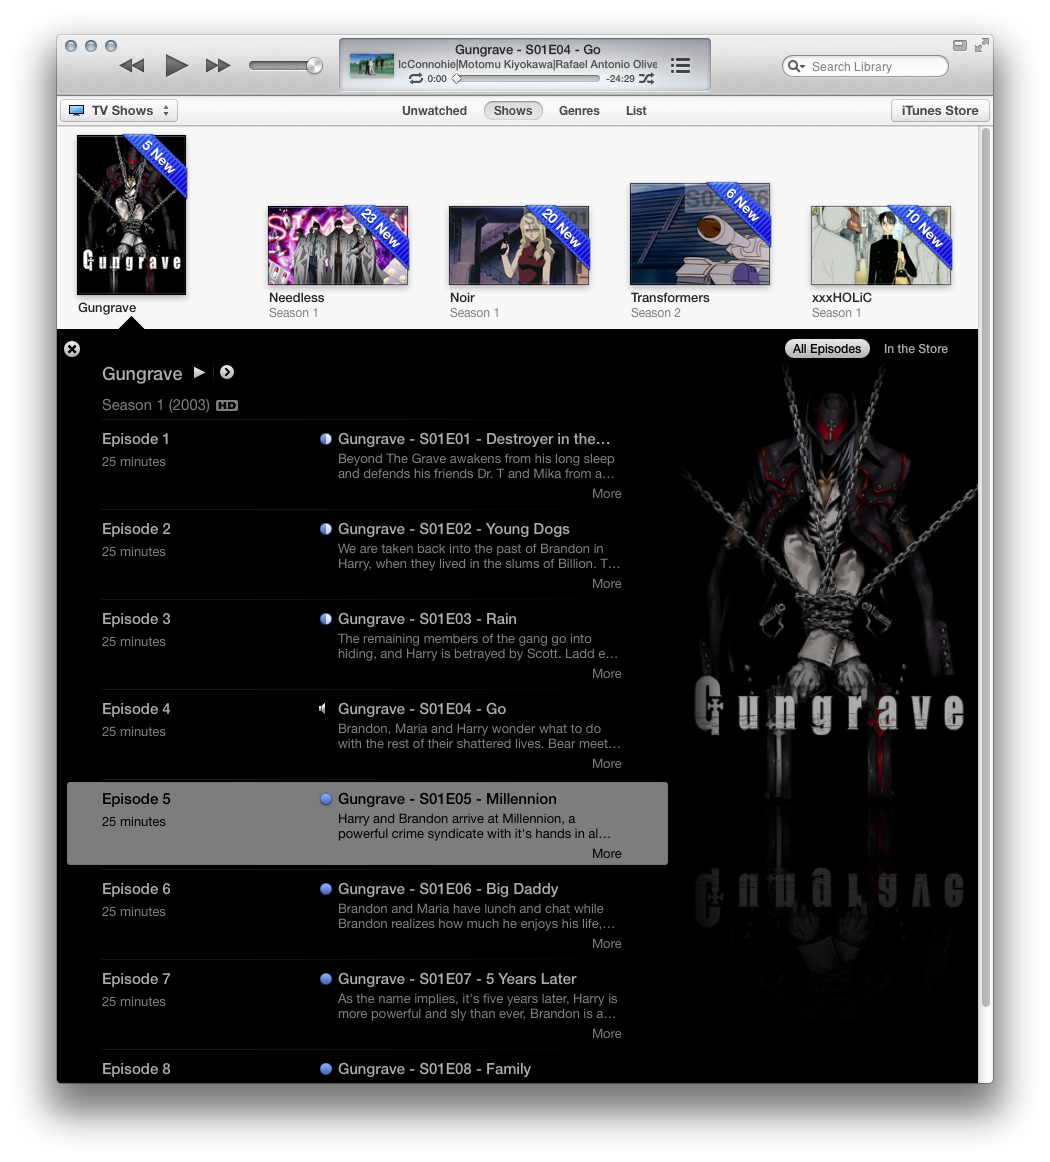 Gungrave - S01E04 - Go
IcConnohie|Motomu Kiyokawa|Rafael Antonio Olive
0:00
-24:29
Search Library
TV Shows
Unwatched
Shows
Genres
List
iTunes Store
5 New
Gungrave
23 New
20 New
6 New
10 New
Gungrave
Needless
Season 1
Noir
Season 1
Transformers
Season 2
xxxHOLiC
Season 1
All Episodes
In the Store
Gungrave
Season 1 (2003) HD
Episode 1
25 minutes
Gungrave - S01E01 - Destroyer in the…
Beyond The Grave awakens from his long sleep
and defends his friends Dr. T and Mika from a…
More
Episode 2
25 minutes
Gungrave - S01E02 - Young Dogs
We are taken back into the past of Brandon in
Harry, when they lived in the slums of Billion. T…
More
Episode 3
25 minutes
Gungrave - S01E03 - Rain
The remaining members of the gang go into
hiding, and Harry is betrayed by Scott. Ladd e…
More
Episode 4
25 minutes
Gungrave - S01E04 - Go
Brandon, Maria and Harry wonder what to do
with the rest of their shattered lives. Bear meet…
More
Episode 5
25 minutes
Gungrave - S01E05 - Millennion
Harry and Brandon arrive at Millennion, a
powerful crime syndicate with it's hands in al…
More
Episode 6
25 minutes
Gungrave - S01E06 - Big Daddy
Brandon and Maria have lunch and chat while
Brandon realizes how much he enjoys his life,…
More
Episode 7
25 minutes
Gungrave - S01E07 - 5 Years Later
As the name implies, it's five years later, Harry is
more powerful and sly than ever, Brandon is a…
More
Episode 8
Gungrave - S01E08 - Family
Gungrave